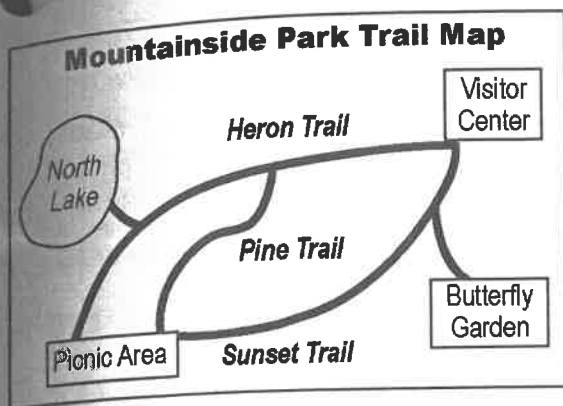 Mountainside Park Trail Map
Visitor
Center
Heron Trail
North
Lake
Pine Trail
Butterfly
Garden
Picnic Area
Sunset Trail